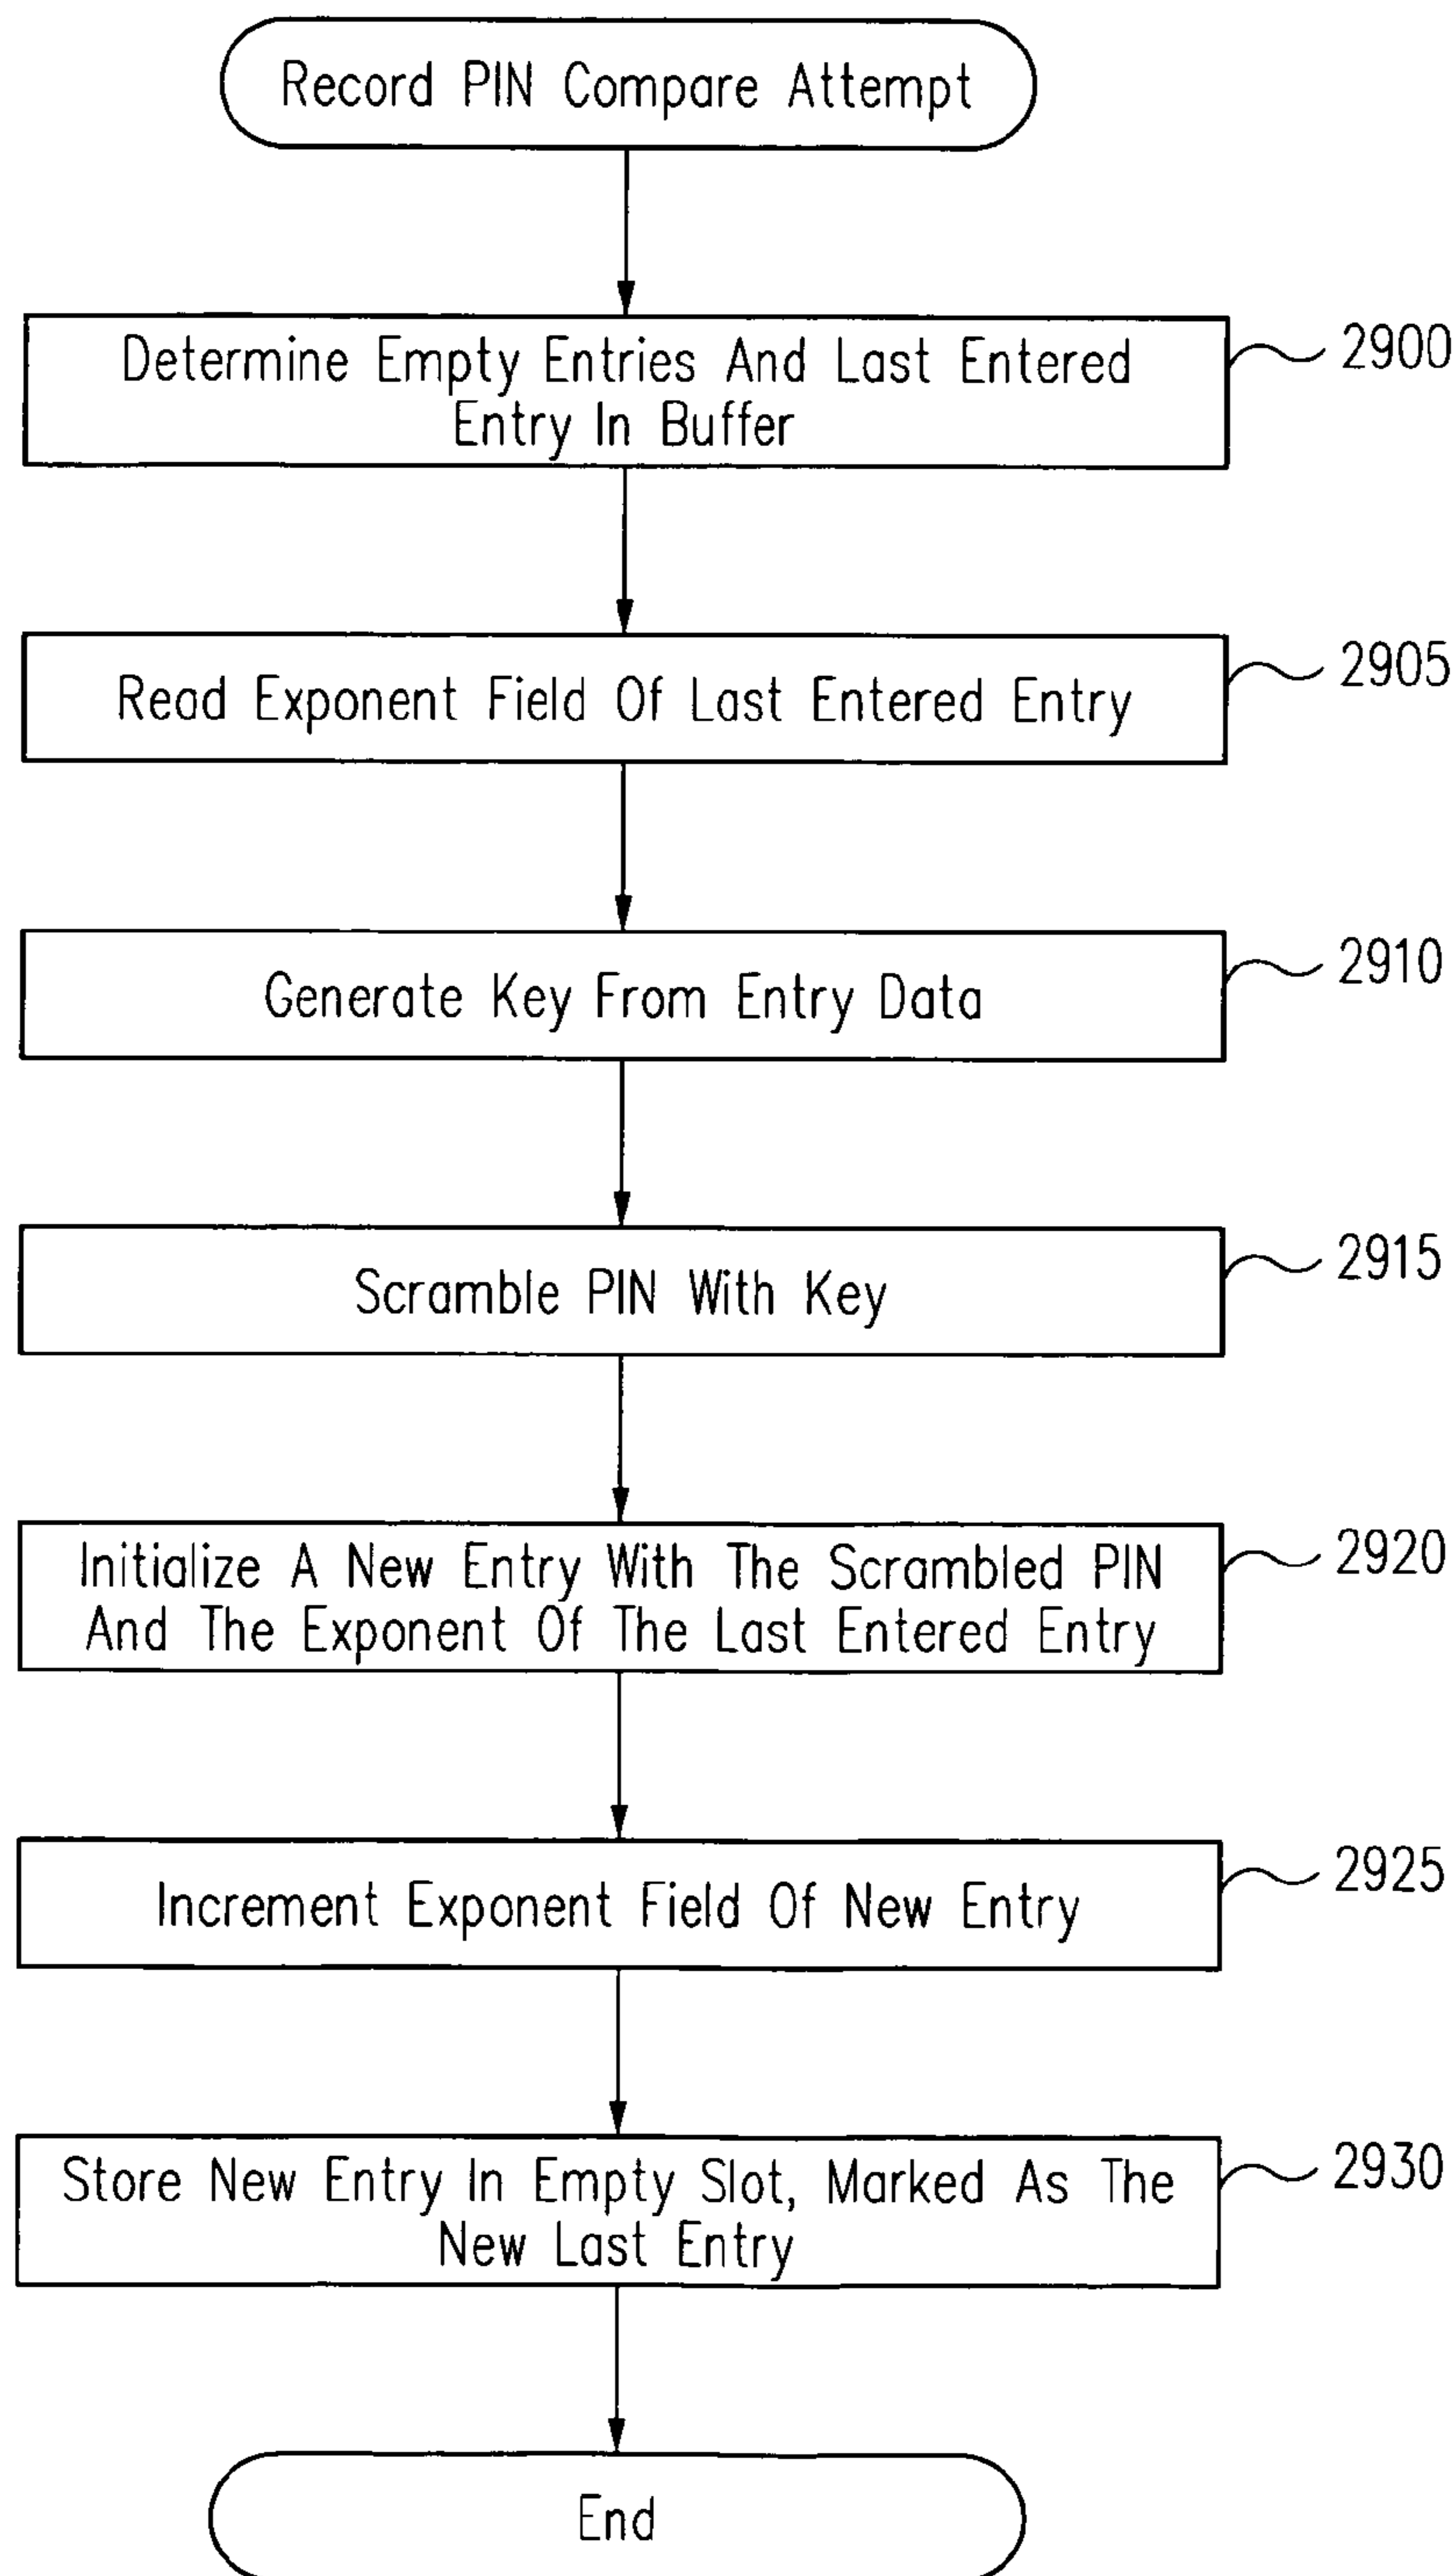 Record PIN Compare Attempt
Determine Empty Entries And Last Entered
Entry In Buffer
2900
Read Exponent Field Of Last Entered Entry
2905
Generate Key From Entry Data
2910
Scramble PIN With Key
2915
Initialize A New Entry With The Scrambled PIN
And The Exponent Of The Last Entered Entry
2920
Increment Exponent Field Of New Entry
2925
Store New Entry In Empty Slot, Marked As The
New Last Entry
2930
End